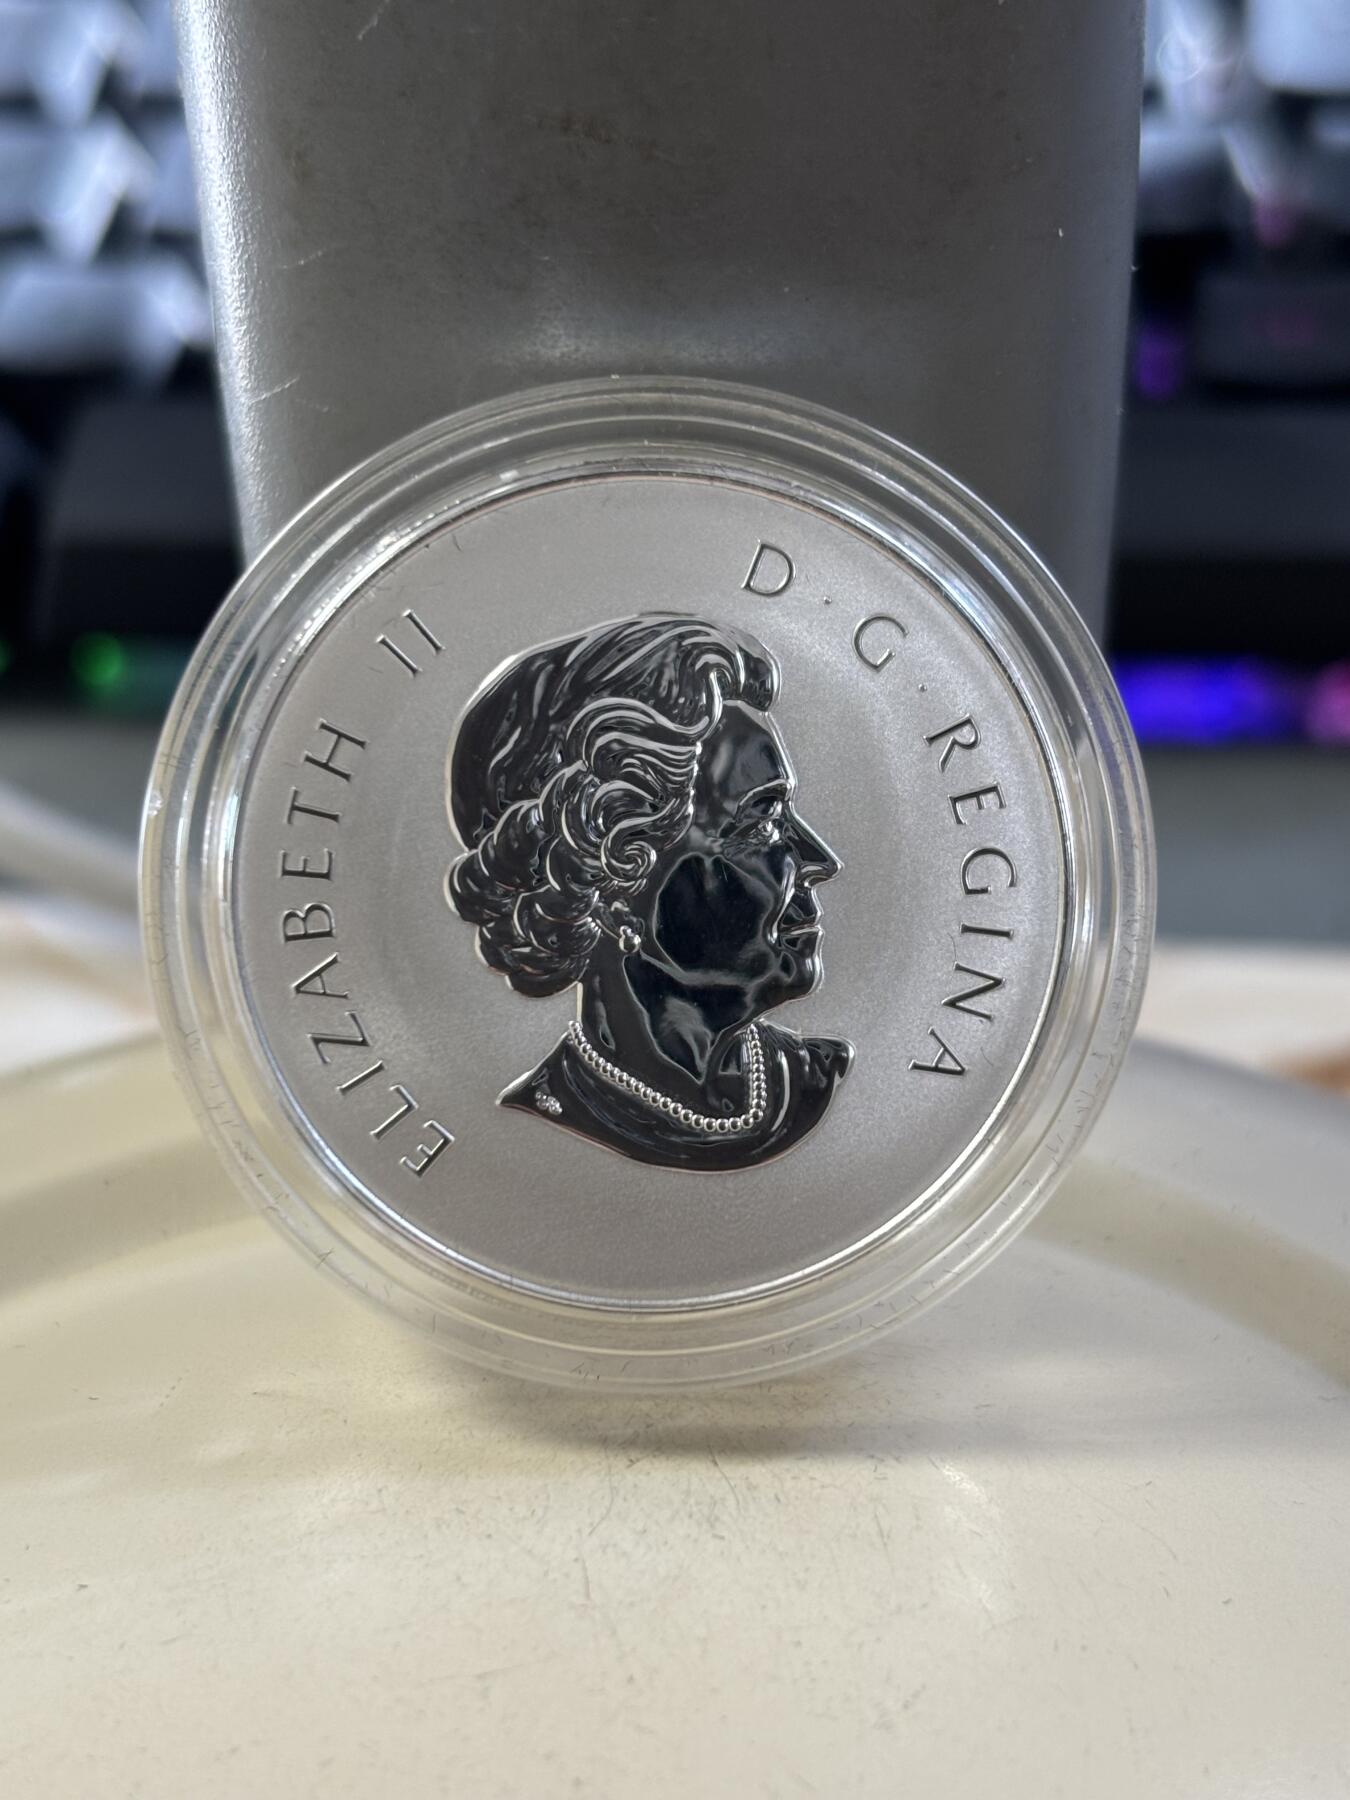 ELIZABETH II
D · G · REGINA